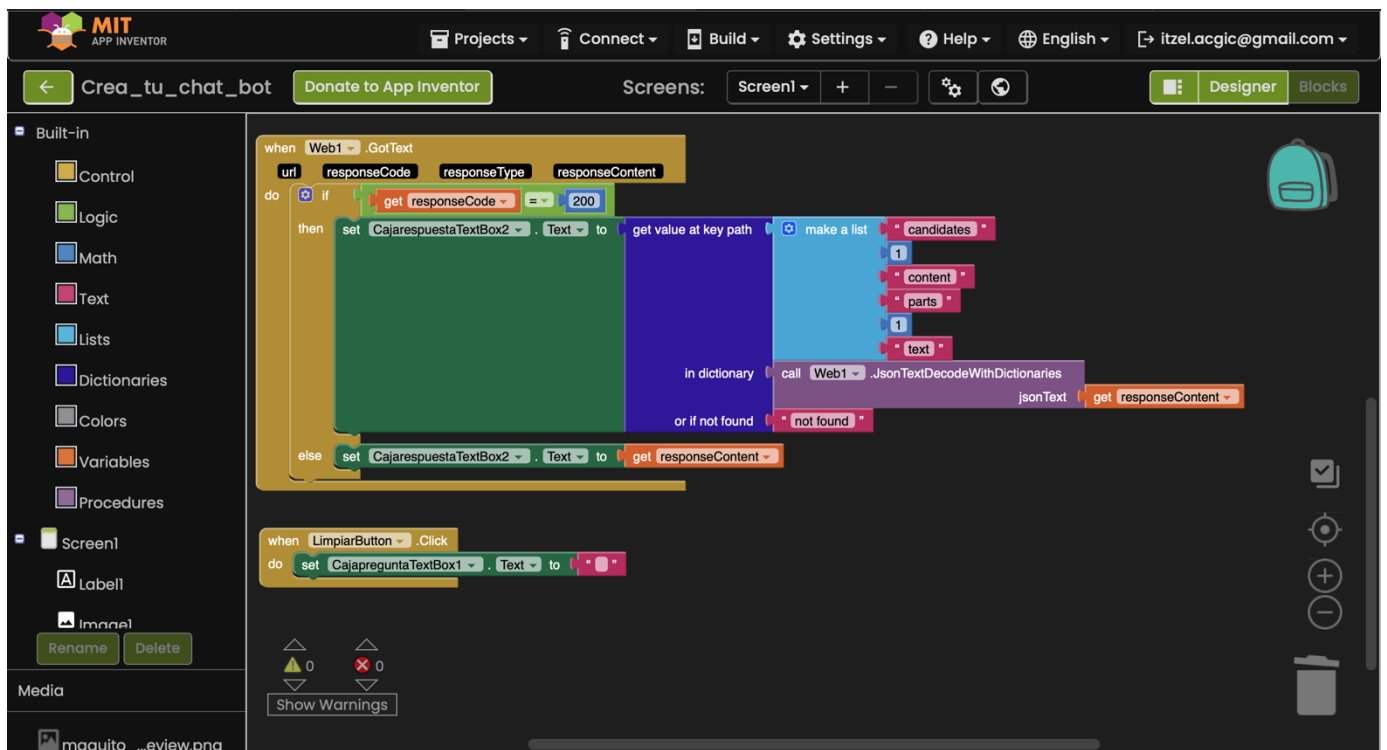 MIT
APP INVENTOR
Projects
Connect
Build
Settings
Help
English
itzel.acgic@gmail.com
Crea_tu_chat_bot
Donate to App Inventor
Screens:
Screen1
+
−
Designer
Blocks
Built-in
Control
Logic
Math
Text
Lists
Dictionaries
Colors
Variables
Procedures
Screen1
Label1
Image1
Rename
Delete
Media
maquito_...eview.png
when Web1 .GotText
url responseCode responseType responseContent
do if get responseCode = 200
then set CajarespuestaTextBox2 . Text to get value at key path make a list " candidates "
1
" content "
" parts "
1
" text "
in dictionary call Web1 .JsonTextDecodeWithDictionaries
jsonText get responseContent
or if not found " not found "
else set CajarespuestaTextBox2 . Text to get responseContent
when LimpiarButton .Click
do set CajapreguntaTextBox1 . Text to " "
0 0
Show Warnings